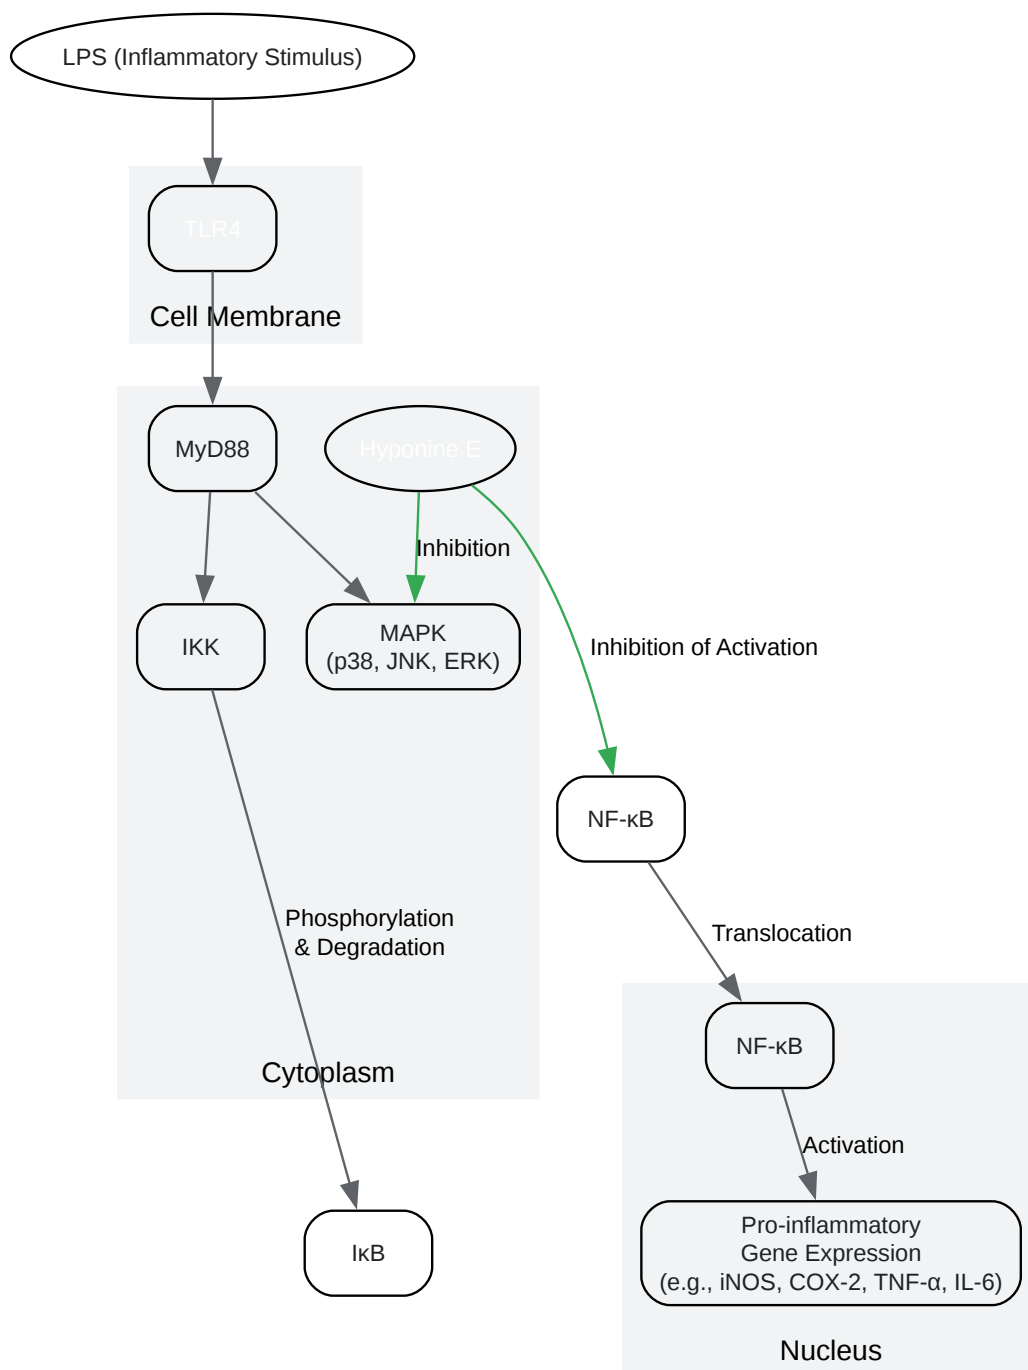 LPS (Inflammatory Stimulus)
TLR4
Cell Membrane
MyD88
Hyponine E
Inhibition
IKK
MAPK
(p38, JNK, ERK)
Inhibition of Activation
NF-κB
Phosphorylation
& Degradation
Translocation
NF-κB
Cytoplasm
Activation
IκB
Pro-inflammatory
Gene Expression
(e.g., iNOS, COX-2, TNF-α, IL-6)
Nucleus